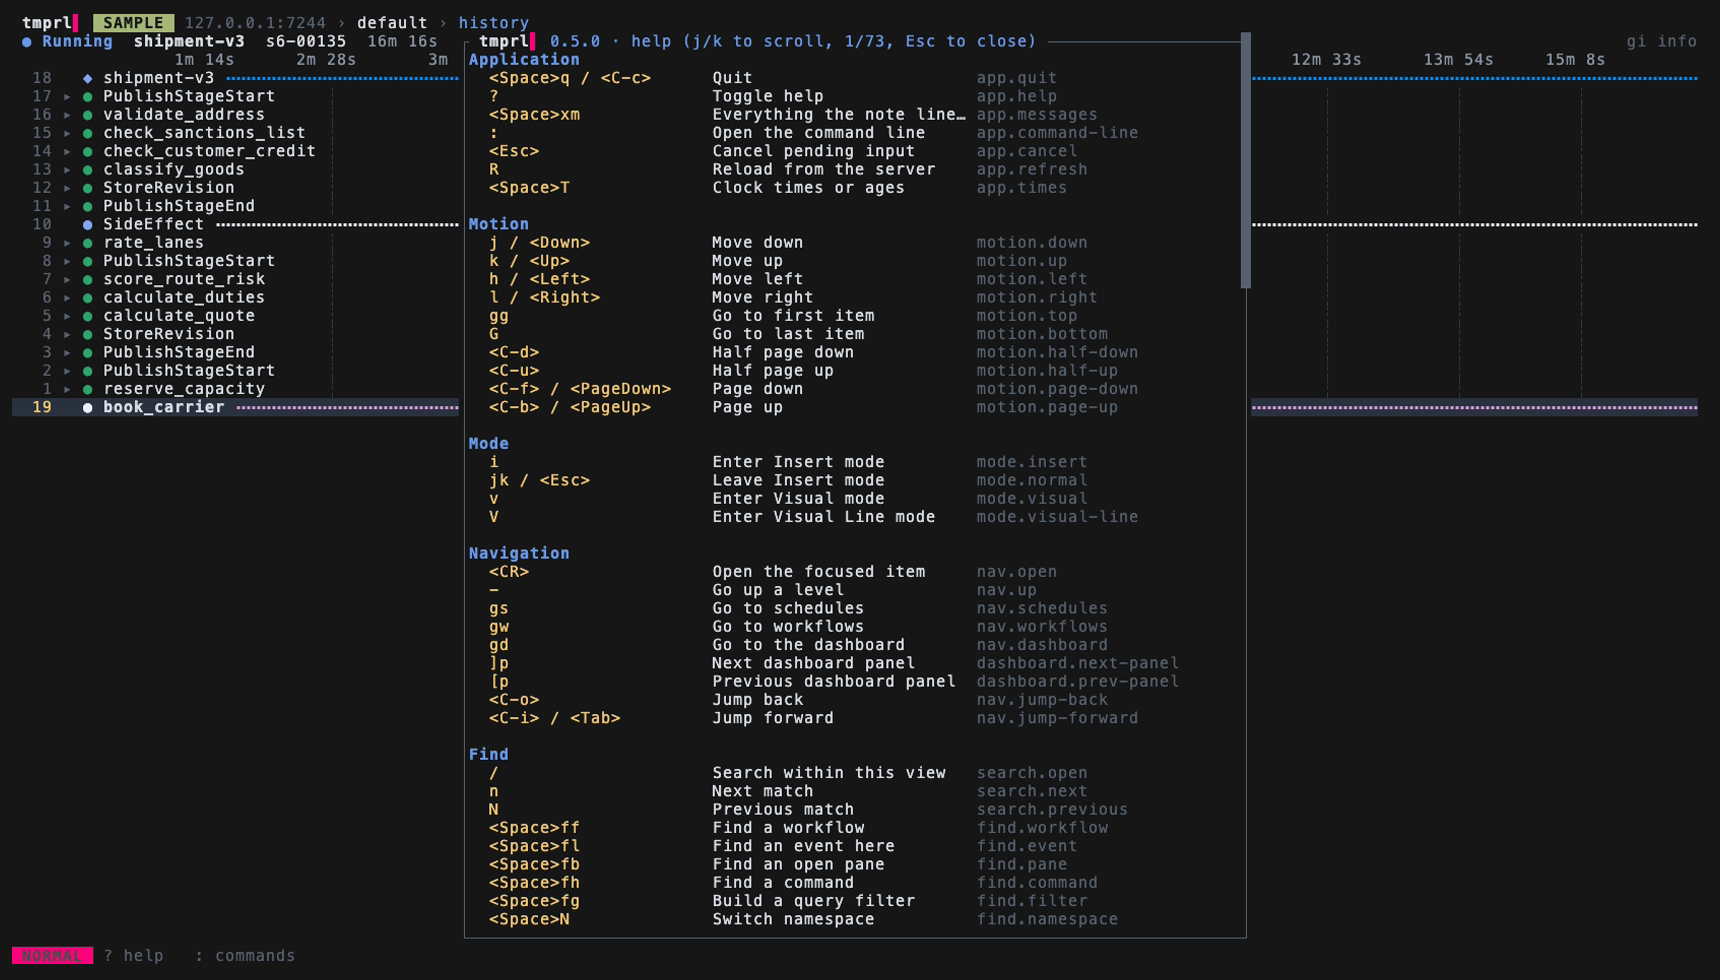 tmprl SAMPLE 127.0.0.1:7244 › default › history
● Running shipment-v3 s6-00135 16m 16s tmprl 0.5.0 · help (j/k to scroll, 1/73, Esc to close) gi info
1m 14s 2m 28s 3m Application 12m 33s 13m 54s 15m 8s
18 ◆ shipment-v3 <Space>q / <C-c> Quit app.quit
17 ▸ ● PublishStageStart ? Toggle help app.help
16 ▸ ● validate_address <Space>xm Everything the note line… app.messages
15 ▸ ● check_sanctions_list : Open the command line app.command-line
14 ▸ ● check_customer_credit <Esc> Cancel pending input app.cancel
13 ▸ ● classify_goods R Reload from the server app.refresh
12 ▸ ● StoreRevision <Space>T Clock times or ages app.times
11 ▸ ● PublishStageEnd
10 ● SideEffect Motion
9 ▸ ● rate_lanes j / <Down> Move down motion.down
8 ▸ ● PublishStageStart k / <Up> Move up motion.up
7 ▸ ● score_route_risk h / <Left> Move left motion.left
6 ▸ ● calculate_duties l / <Right> Move right motion.right
5 ▸ ● calculate_quote gg Go to first item motion.top
4 ▸ ● StoreRevision G Go to last item motion.bottom
3 ▸ ● PublishStageEnd <C-d> Half page down motion.half-down
2 ▸ ● PublishStageStart <C-u> Half page up motion.half-up
1 ▸ ● reserve_capacity <C-f> / <PageDown> Page down motion.page-down
19 ● book_carrier <C-b> / <PageUp> Page up motion.page-up
Mode
i Enter Insert mode mode.insert
jk / <Esc> Leave Insert mode mode.normal
v Enter Visual mode mode.visual
V Enter Visual Line mode mode.visual-line
Navigation
<CR> Open the focused item nav.open
- Go up a level nav.up
gs Go to schedules nav.schedules
gw Go to workflows nav.workflows
gd Go to the dashboard nav.dashboard
]p Next dashboard panel dashboard.next-panel
[p Previous dashboard panel dashboard.prev-panel
<C-o> Jump back nav.jump-back
<C-i> / <Tab> Jump forward nav.jump-forward
Find
/ Search within this view search.open
n Next match search.next
N Previous match search.previous
<Space>ff Find a workflow find.workflow
<Space>fl Find an event here find.event
<Space>fb Find an open pane find.pane
<Space>fh Find a command find.command
<Space>fg Build a query filter find.filter
<Space>N Switch namespace find.namespace
NORMAL ? help : commands